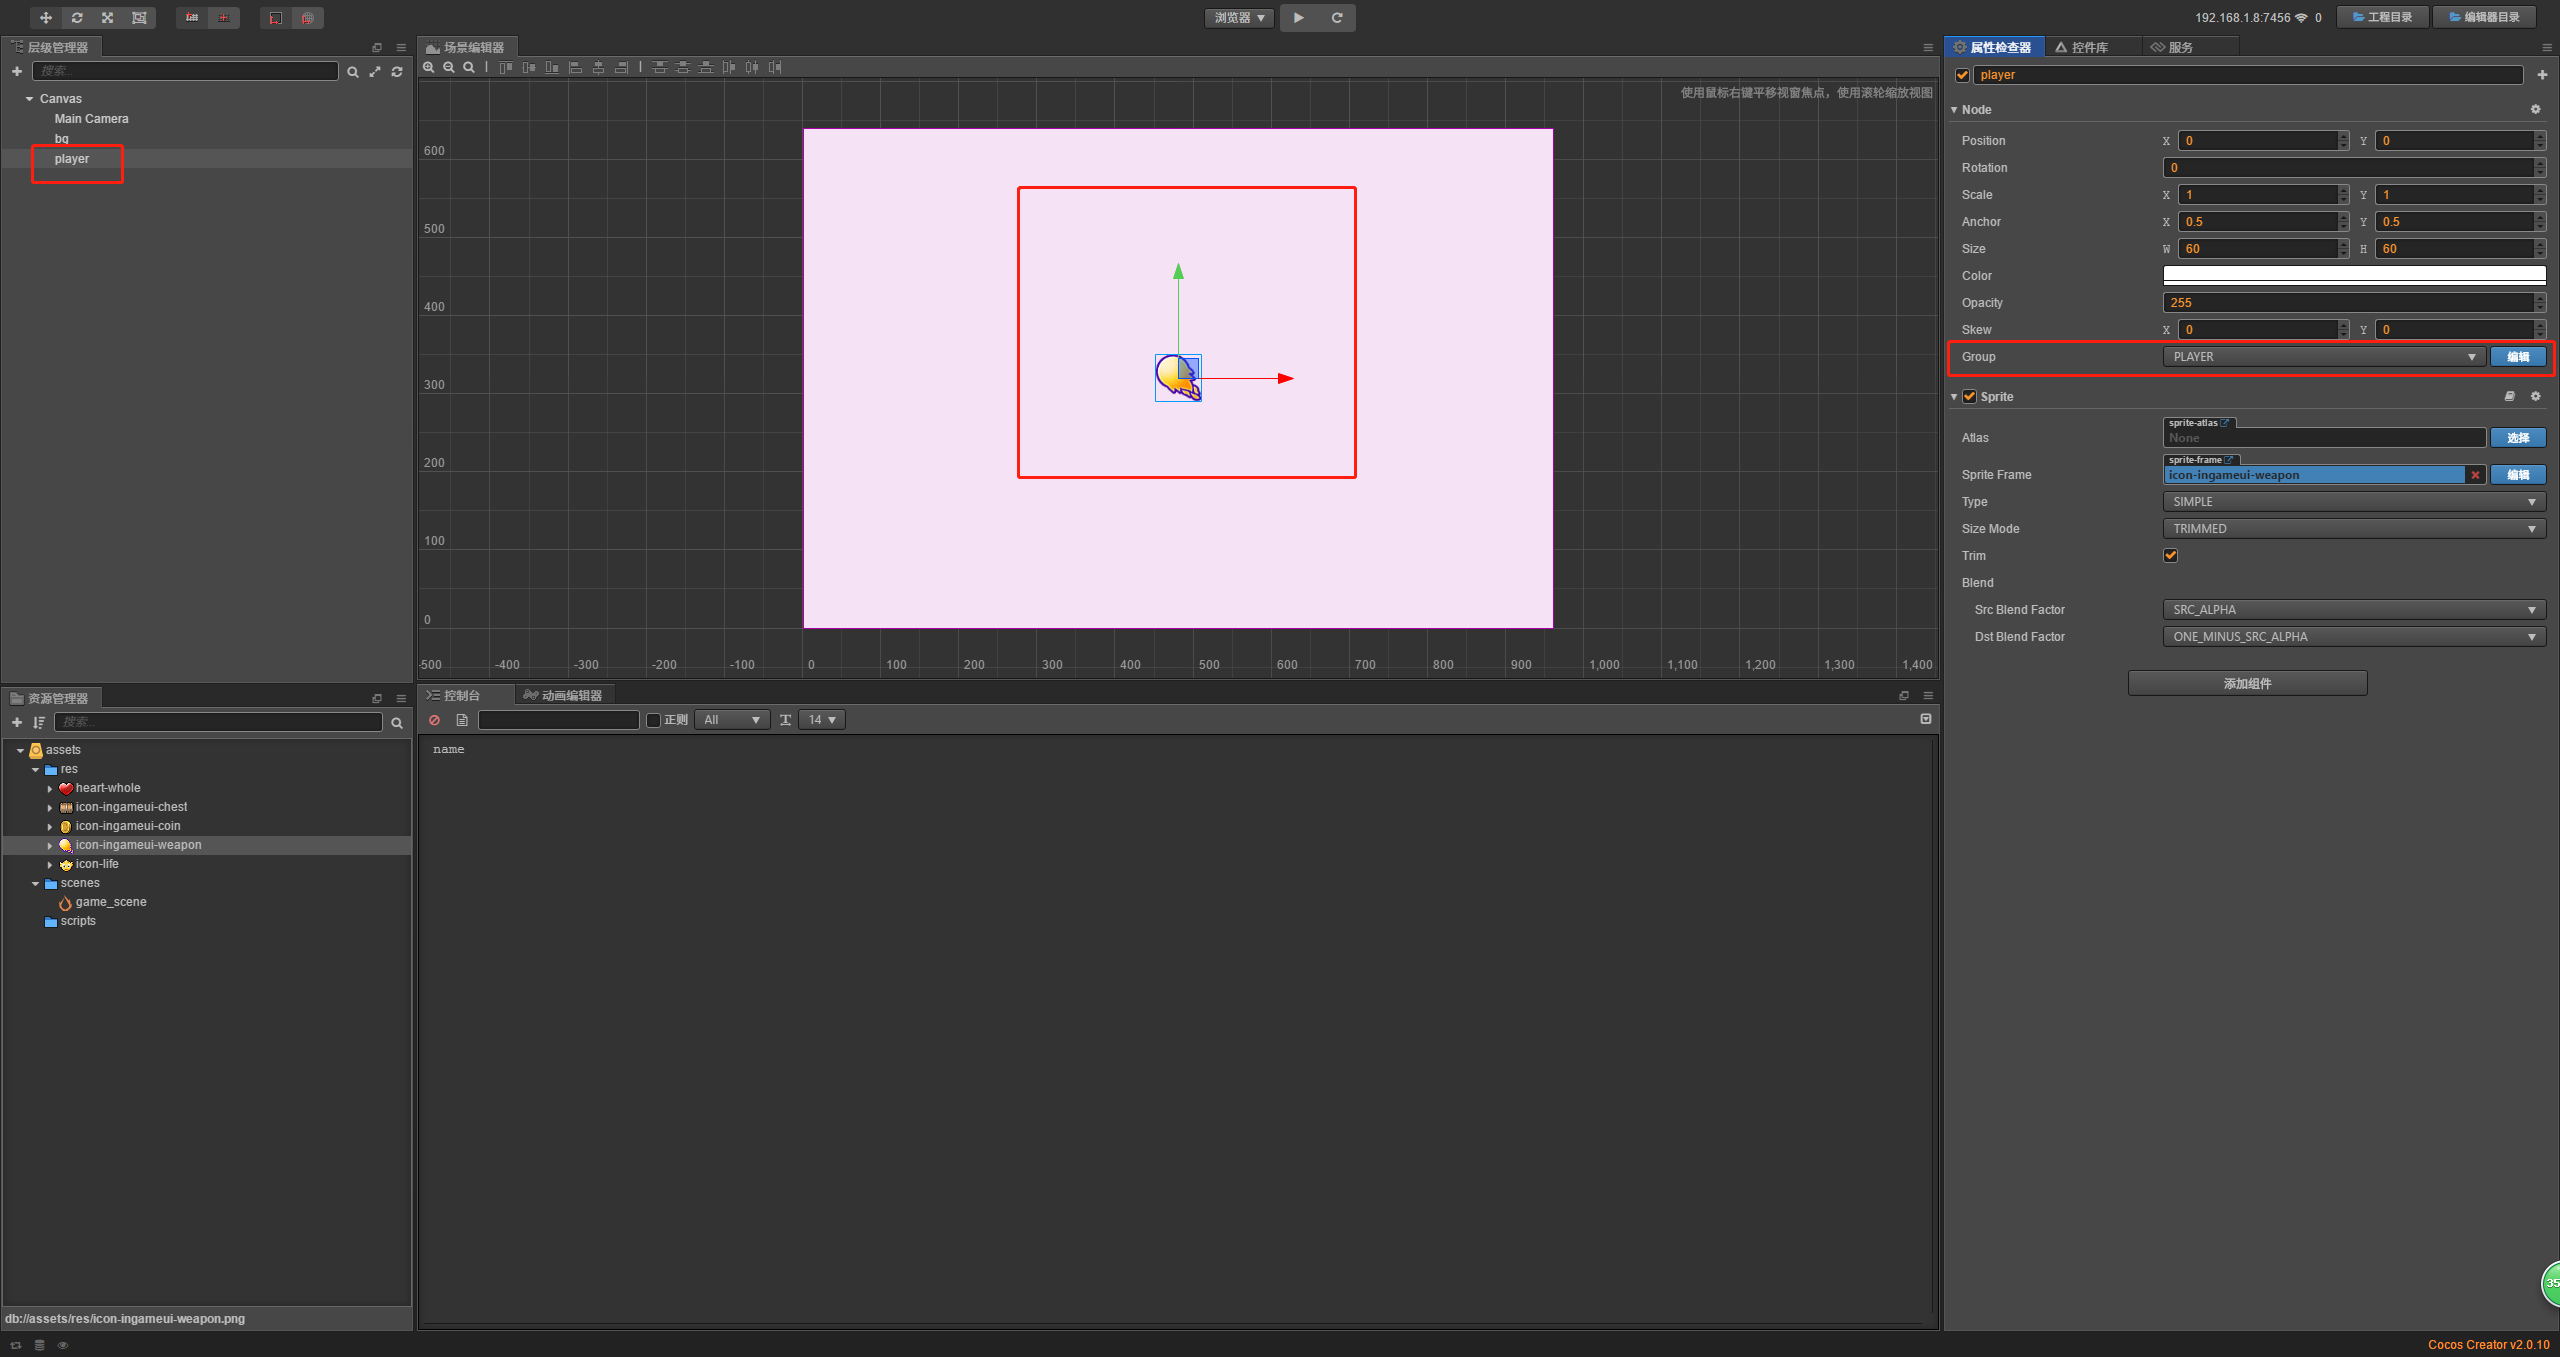 浏览器
192.168.1.8:7456 0
工程目录
编辑器目录
层级管理器
搜索...
Canvas
Main Camera
bg
player
场景编辑器
使用鼠标右键平移视窗焦点，使用滚轮缩放视图
600
500
400
300
200
100
0
-500 -400 -300 -200 -100 0 100 200 300 400 500 600 700 800 900 1,000 1,100 1,200 1,300 1,400
属性检查器 控件库 服务
player
Node
Position X 0 Y 0
Rotation 0
Scale X 1 Y 1
Anchor X 0.5 Y 0.5
Size W 60 H 60
Color
Opacity 255
Skew X 0 Y 0
Group PLAYER 编辑
Sprite
sprite-atlas
Atlas None 选择
sprite-frame
Sprite Frame icon-ingameui-weapon 编辑
Type SIMPLE
Size Mode TRIMMED
Trim
Blend
Src Blend Factor SRC_ALPHA
Dst Blend Factor ONE_MINUS_SRC_ALPHA
添加组件
资源管理器
搜索...
assets
res
heart-whole
icon-ingameui-chest
icon-ingameui-coin
icon-ingameui-weapon
icon-life
scenes
game_scene
scripts
db://assets/res/icon-ingameui-weapon.png
控制台 动画编辑器
正则 All 14
name
35
Cocos Creator v2.0.10